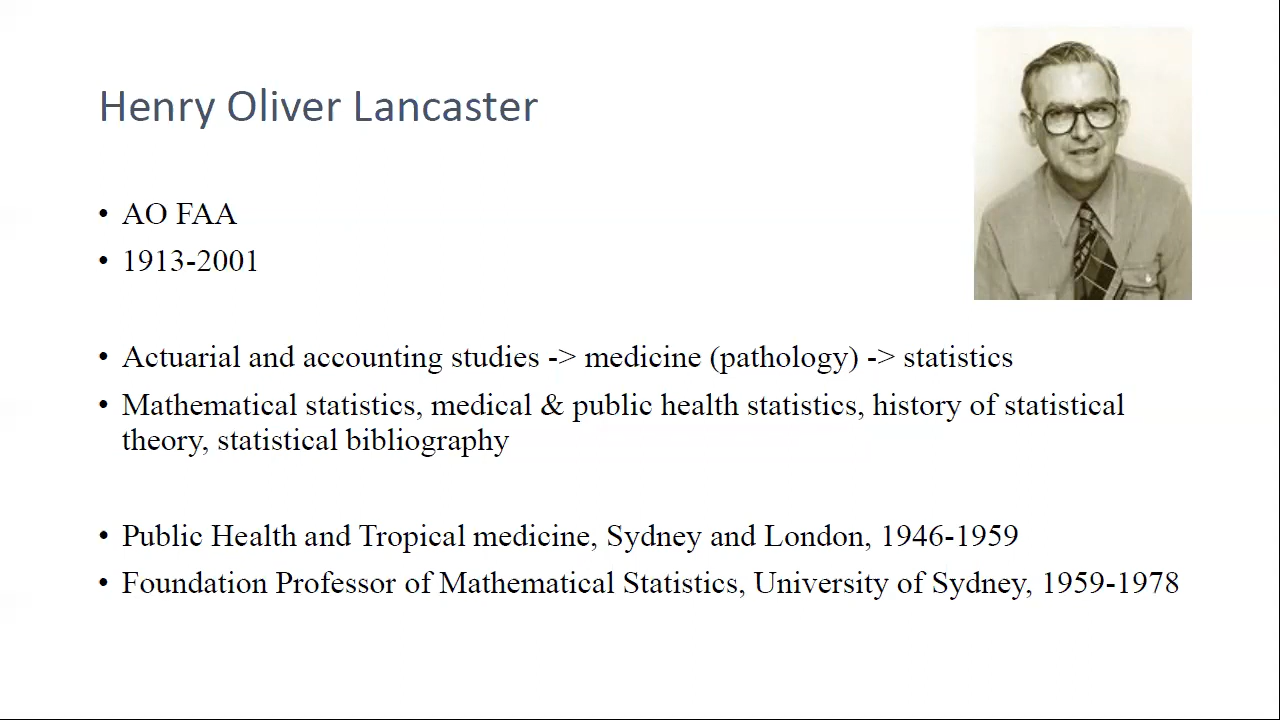 Henry Oliver Lancaster
• AO FAA
• 1913-2001
• Actuarial and accounting studies -> medicine (pathology) -> statistics
• Mathematical statistics, medical & public health statistics, history of statistical
theory, statistical bibliography
• Public Health and Tropical medicine, Sydney and London, 1946-1959
• Foundation Professor of Mathematical Statistics, University of Sydney, 1959-1978